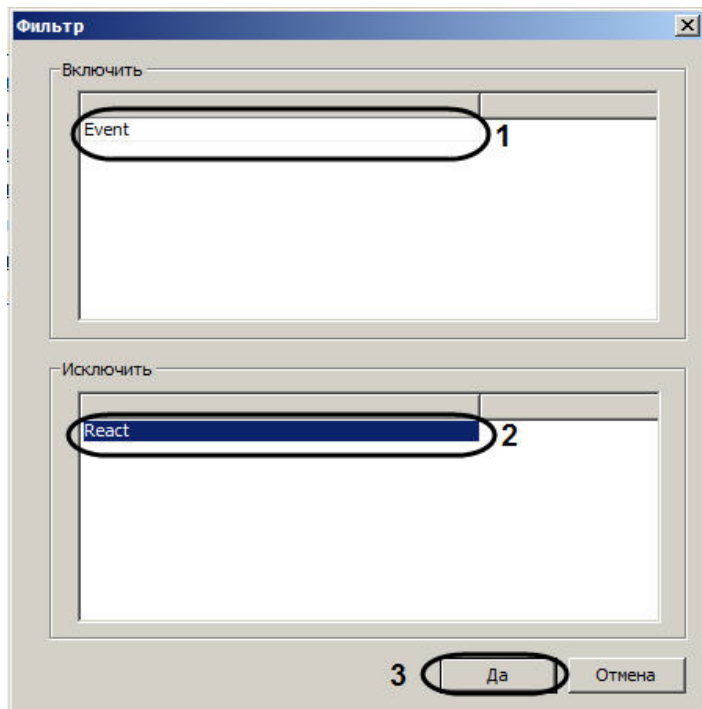 Фильтр
Включить
Event
1
Исключить
React
2
3 Да Отмена